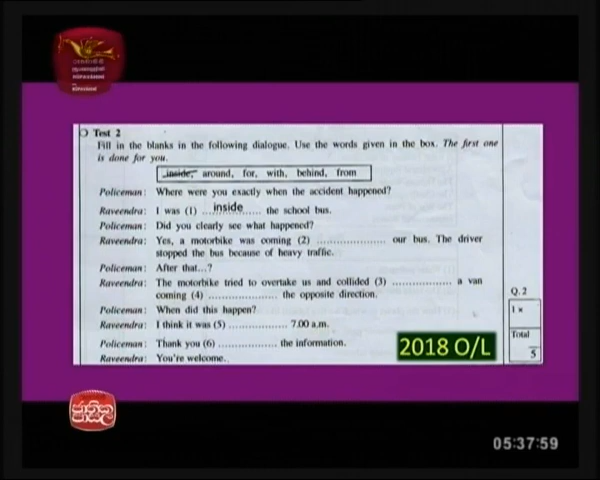 Test 2
Fill in the blanks in the following dialogue. Use the words given in the box. The first one
is done for you.
inside, around, for, with, behind, from
Policeman : Where were you exactly when the accident happened?
Raveendra : I was (1) ....inside.... the school bus.
Policeman : Did you clearly see what happened?
Raveendra : Yes, a motorbike was coming (2) .................... our bus. The driver
stopped the bus because of heavy traffic.
Policeman : After that...?
Raveendra : The motorbike tried to overtake us and collided (3) ................ a van
coming (4) .................... the opposite direction.
Policeman : When did this happen?
Raveendra : I think it was (5) ................ 7.00 a.m.
Policeman : Thank you (6) ................ the information.
Raveendra : You're welcome.
Q. 2
1 ×
Total
5
2018 O/L
ජාතික
05:37:59